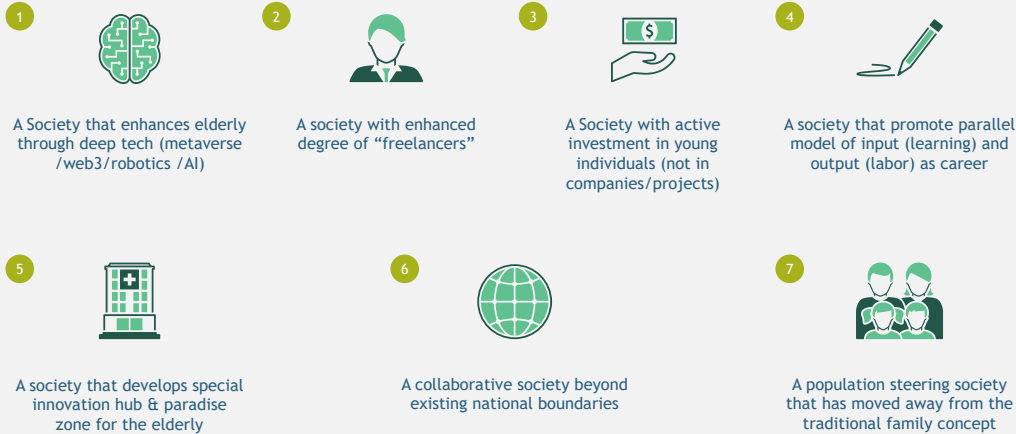 1
A Society that enhances elderly
through deep tech (metaverse
/web3/robotics /AI)
2
A society with enhanced
degree of “freelancers”
3
$
A Society with active
investment in young
individuals (not in
companies/projects)
4
A society that promote parallel
model of input (learning) and
output (labor) as career
5
A society that develops special
innovation hub & paradise
zone for the elderly
6
A collaborative society beyond
existing national boundaries
7
A population steering society
that has moved away from the
traditional family concept